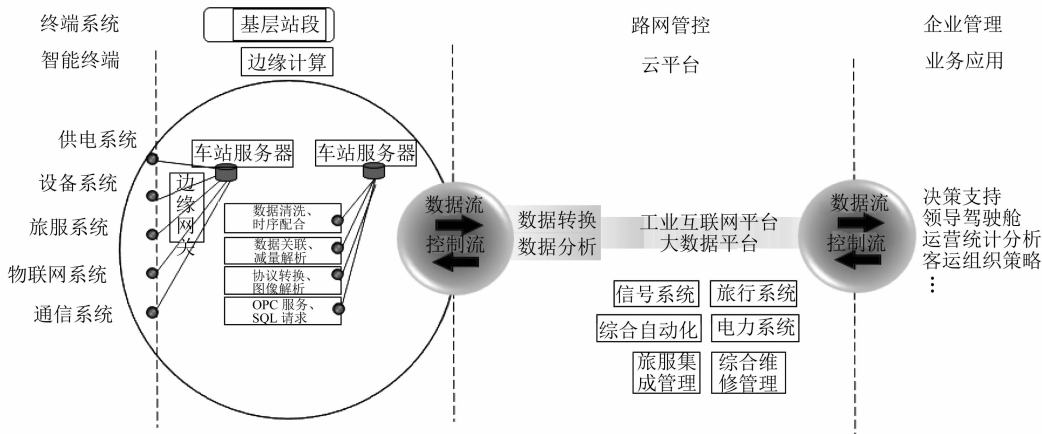 终端系统
基层站段
路网管控
企业管理
智能终端
边缘计算
云平台
业务应用
供电系统
设备系统
旅服系统
物联网系统
通信系统
边
缘
网
关
车站服务器
车站服务器
数据清洗、
时序配合
数据关联、
减量解析
协议转换、
图像解析
OPC 服务、
SQL 请求
数据流
控制流
数据转换
数据分析
工业互联网平台
大数据平台
信号系统
旅行系统
综合自动化
电力系统
旅服集
成管理
综合维
修管理
数据流
控制流
决策支持
领导驾驶舱
运营统计分析
客运组织策略
⋮